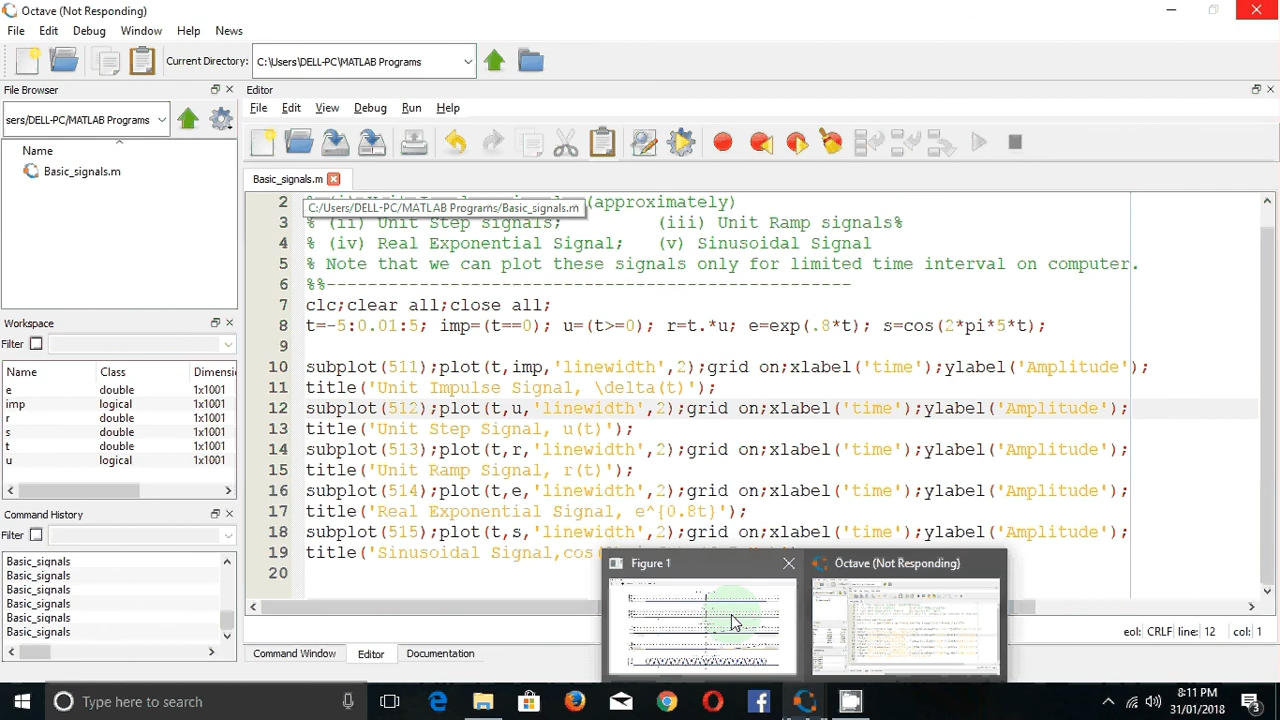 Octave (Not Responding)
File Edit Debug Window Help News
Current Directory: C:\Users\DELL-PC\MATLAB Programs
File Browser
Editor
sers/DELL-PC/MATLAB Programs
File Edit View Debug Run Help
Name
Basic_signals.m
Basic_signals.m
C:/Users/DELL-PC/MATLAB Programs/Basic_signals.m
2 (approximately)
3 % (ii) Unit Step signals; (iii) Unit Ramp signals%
4 % (iv) Real Exponential Signal; (v) Sinusoidal Signal
5 % Note that we can plot these signals only for limited time interval on computer.
6 %%---------------------------------------------------
7 clc;clear all;close all;
8 t=-5:0.01:5; imp=(t==0); u=(t>=0); r=t.*u; e=exp(.8*t); s=cos(2*pi*5*t);
9
10 subplot(511);plot(t,imp,'linewidth',2);grid on;xlabel('time');ylabel('Amplitude');
11 title('Unit Impulse Signal, \delta(t)');
12 subplot(512);plot(t,u,'linewidth',2);grid on;xlabel('time');ylabel('Amplitude');
13 title('Unit Step Signal, u(t)');
14 subplot(513);plot(t,r,'linewidth',2);grid on;xlabel('time');ylabel('Amplitude');
15 title('Unit Ramp Signal, r(t)');
16 subplot(514);plot(t,e,'linewidth',2);grid on;xlabel('time');ylabel('Amplitude');
17 title('Real Exponential Signal, e^{0.8t}');
18 subplot(515);plot(t,s,'linewidth',2);grid on;xlabel('time');ylabel('Amplitude');
19 title('Sinusoidal Signal,cos(
20
Workspace
Filter
Name Class Dimensi
e double 1x1001
imp logical 1x1001
r double 1x1001
s double 1x1001
t double 1x1001
u logical 1x1001
Command History
Filter
Basic_signals
Basic_signals
Basic_signals
Basic_signals
Basic_signals
Basic_signals
Figure 1
Octave (Not Responding)
eol: CRLF line: 12 col: 1
Command Window Editor Documentation
Type here to search
8:11 PM
31/01/2018
3